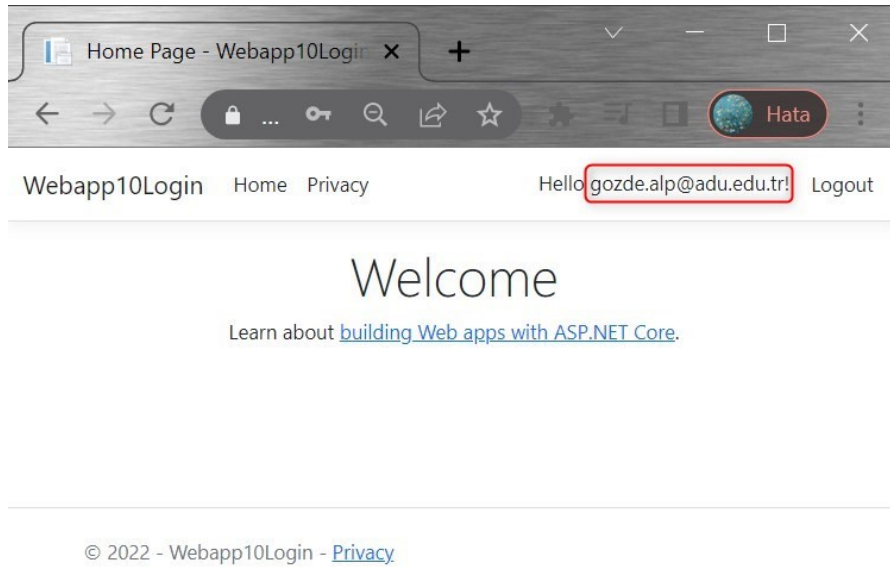 Home Page - Webapp10Login
... Hata
Webapp10Login Home Privacy Hello gozde.alp@adu.edu.tr! Logout
Welcome
Learn about building Web apps with ASP.NET Core.
© 2022 - Webapp10Login - Privacy